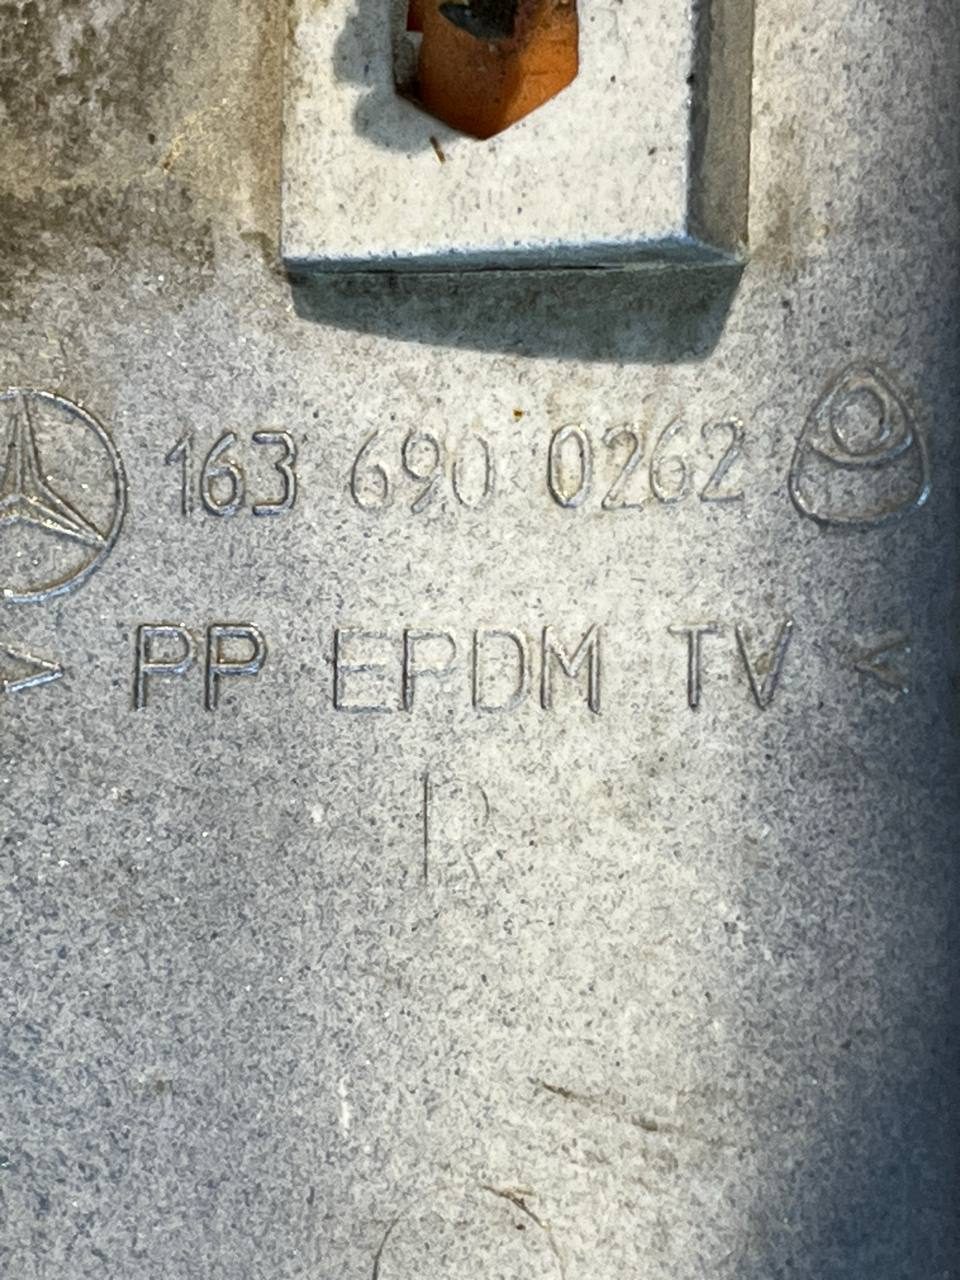 163 690 0262
> PP EPDM TV <
R